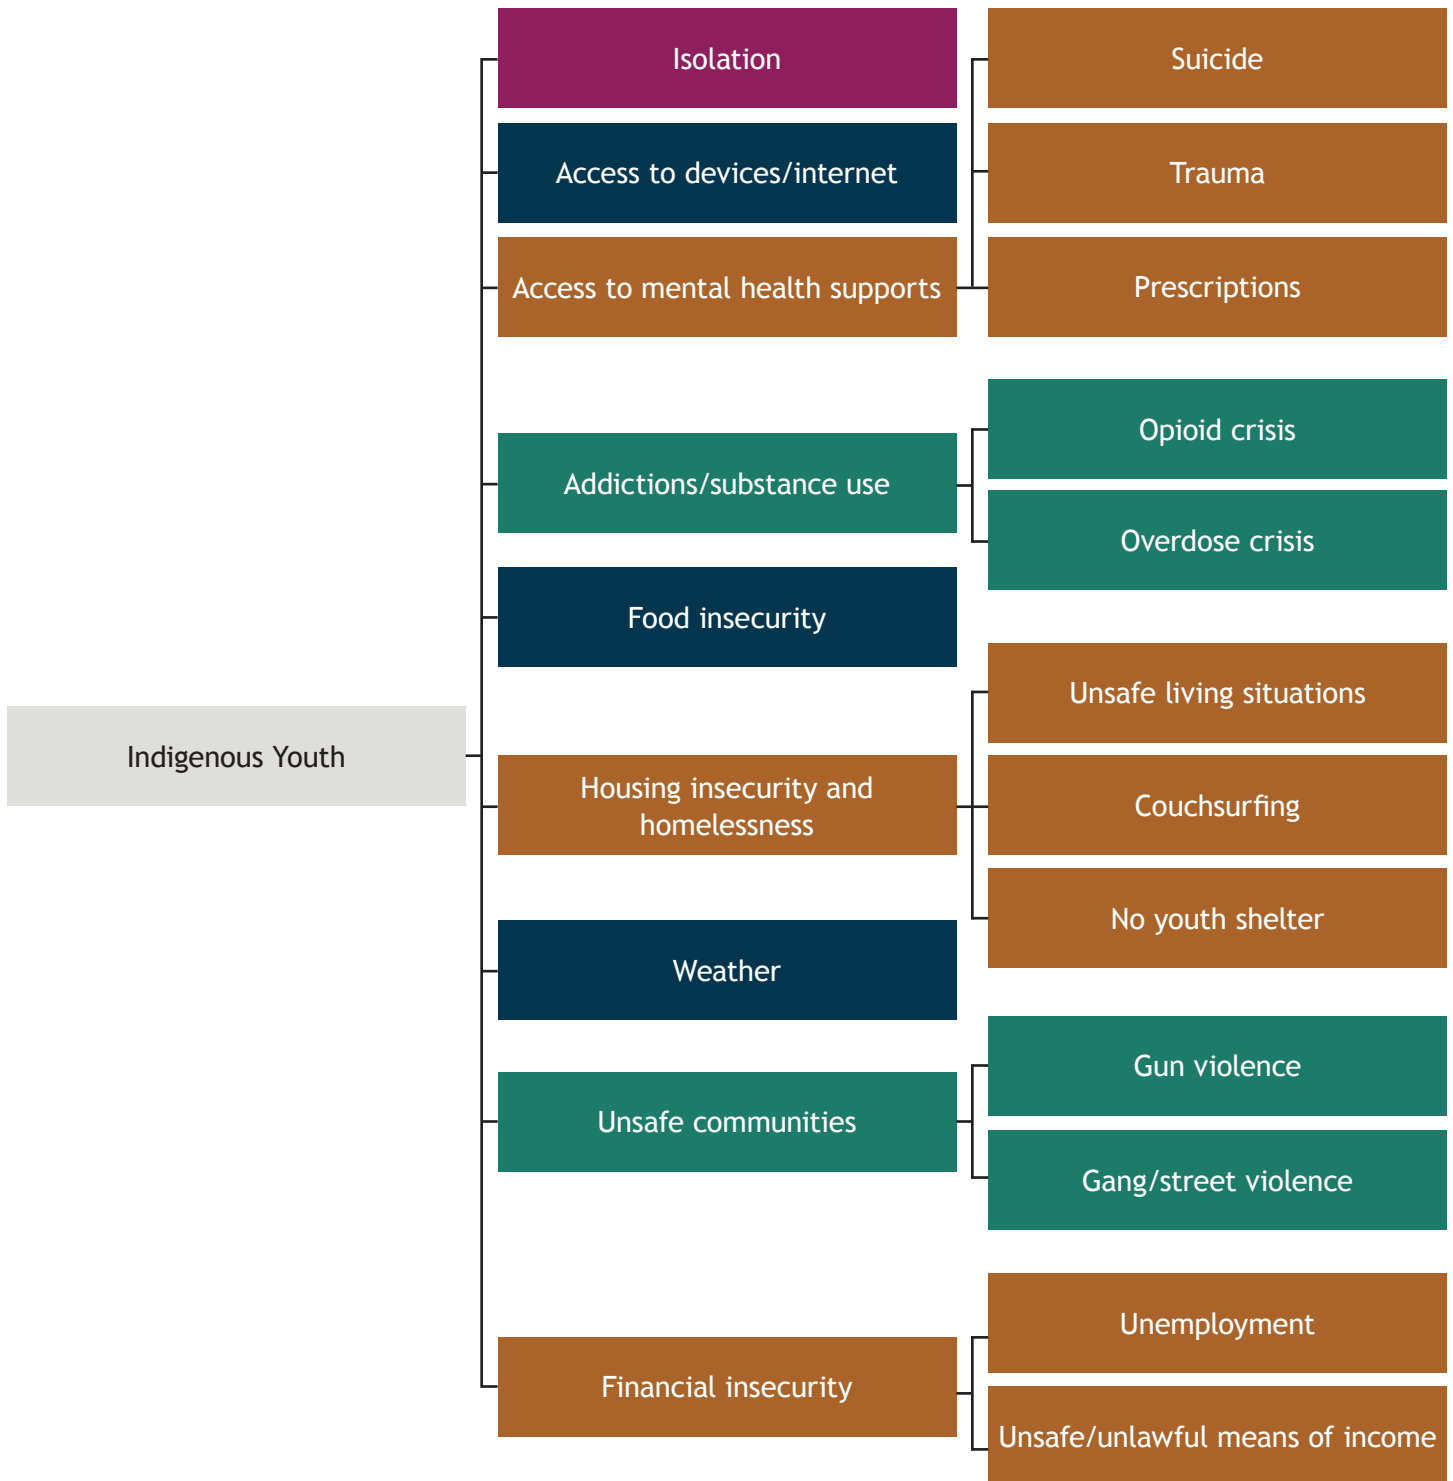 Indigenous Youth
Isolation
Access to devices/internet
Access to mental health supports
Suicide
Trauma
Prescriptions
Addictions/substance use
Opioid crisis
Overdose crisis
Food insecurity
Housing insecurity and
homelessness
Unsafe living situations
Couchsurfing
No youth shelter
Weather
Unsafe communities
Gun violence
Gang/street violence
Financial insecurity
Unemployment
Unsafe/unlawful means of income